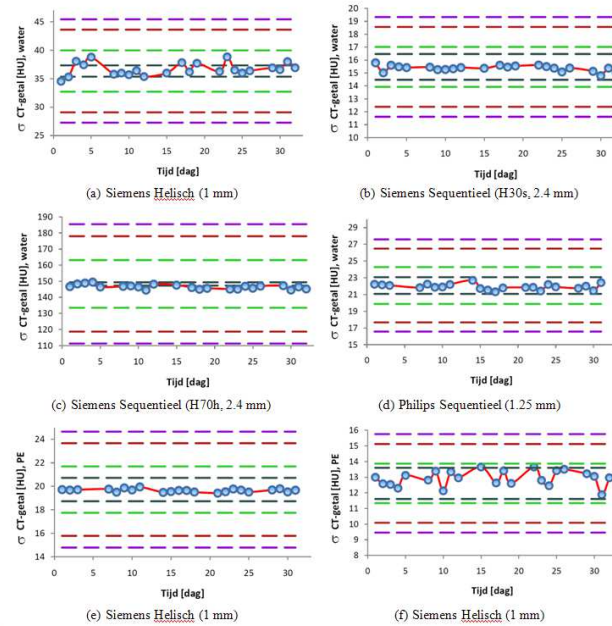 σ CT-getal [HU], water
45
40
35
30
25
0 5 10 15 20 25 30
Tijd [dag]
(a) Siemens Helisch (1 mm)
σ CT-getal [HU], water
20
19
18
17
16
15
14
13
12
11
10
0 5 10 15 20 25 30
Tijd [dag]
(b) Siemens Sequentieel (H30s, 2.4 mm)
σ CT-getal [HU], water
190
180
170
160
150
140
130
120
110
0 5 10 15 20 25 30
Tijd [dag]
(c) Siemens Sequentieel (H70h, 2.4 mm)
σ CT-getal [HU], water
29
27
25
23
21
19
17
15
0 5 10 15 20 25 30
Tijd [dag]
(d) Philips Sequentieel (1.25 mm)
σ CT-getal [HU], PE
24
22
20
18
16
14
0 5 10 15 20 25 30
Tijd [dag]
(e) Siemens Helisch (1 mm)
σ CT-getal [HU], PE
16
15
14
13
12
11
10
9
8
0 5 10 15 20 25 30
Tijd [dag]
(f) Siemens Helisch (1 mm)